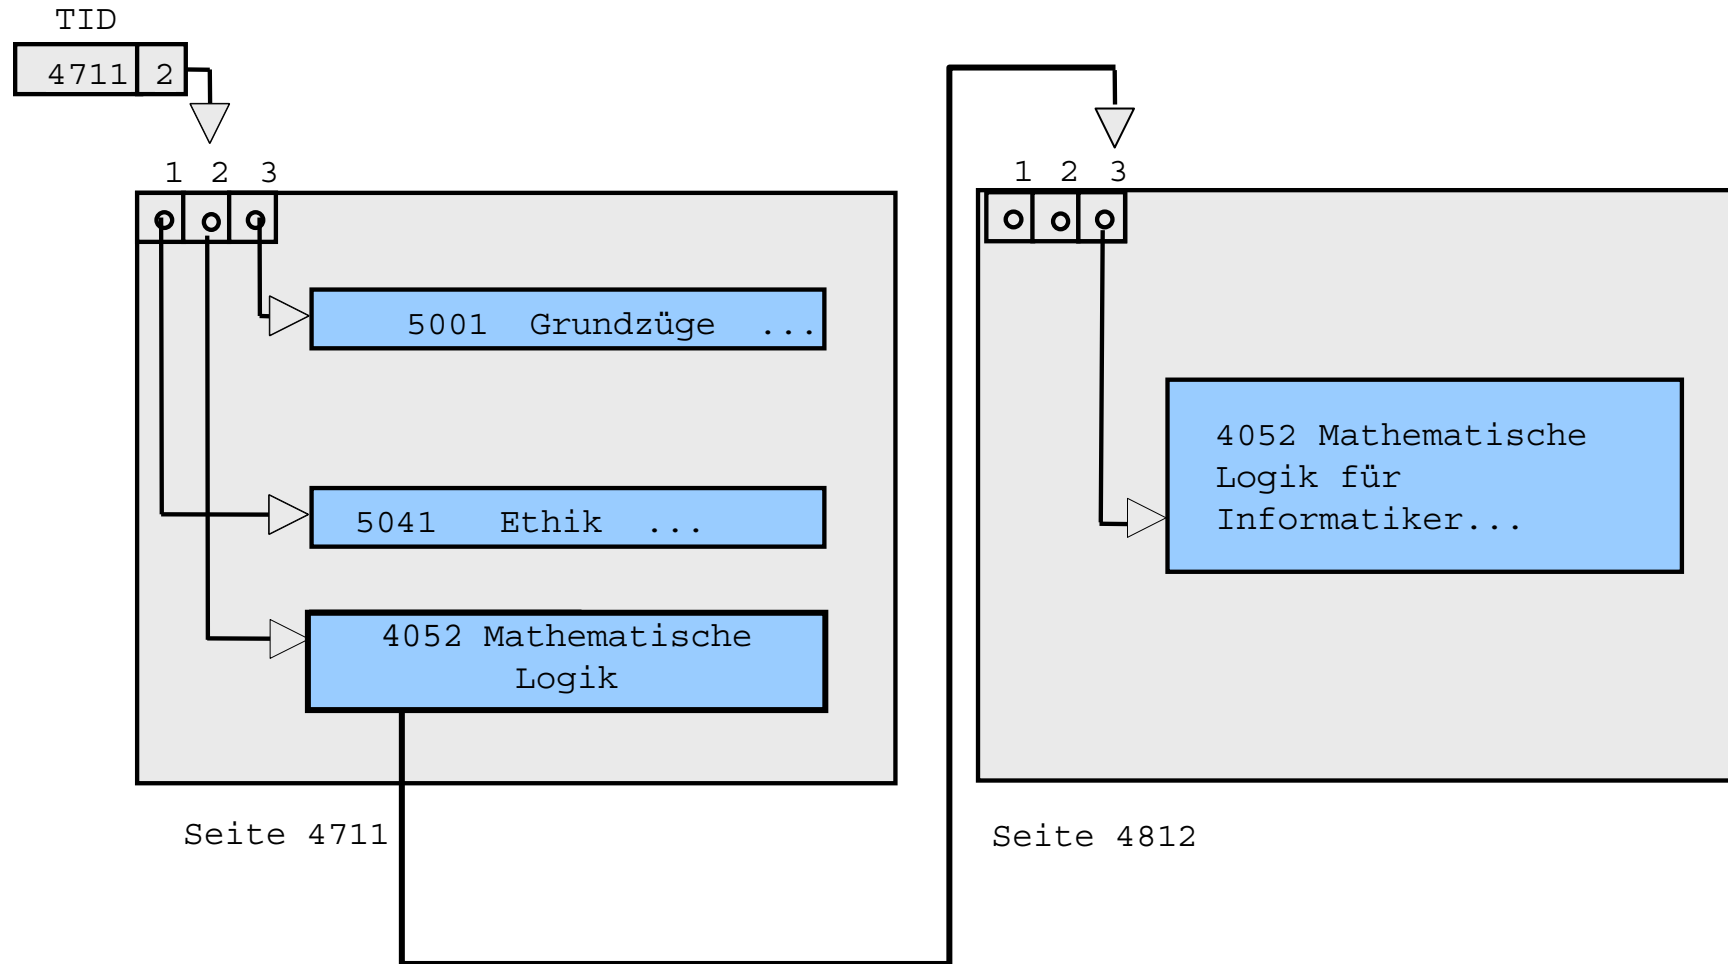 TID
4711 2
1 2 3
5001 Grundzüge ...
5041 Ethik ...
4052 Mathematische
Logik
Seite 4711
1 2 3
4052 Mathematische
Logik für
Informatiker...
Seite 4812